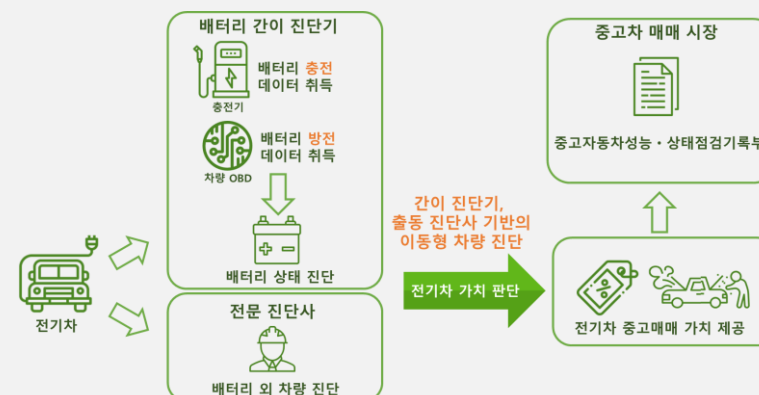 배터리 간이 진단기
배터리 충전
데이터 취득
충전기
배터리 방전
데이터 취득
차량 OBD
배터리 상태 진단
전기차
전문 진단사
배터리 외 차량 진단
간이 진단기,
출동 진단사 기반의
이동형 차량 진단
전기차 가치 판단
중고차 매매 시장
중고자동차성능·상태점검기록부
전기차 중고매매 가치 제공